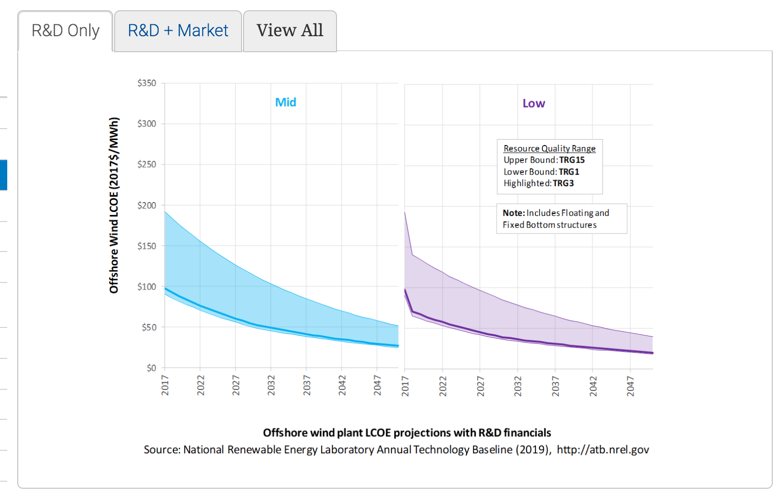 R&D Only
R&D + Market
View All
Offshore Wind LCOE (2017$/MWh)
$350
$300
$250
$200
$150
$100
$50
$0
Mid
Low
Resource Quality Range
Upper Bound: TRG15
Lower Bound: TRG1
Highlighted: TRG3
Note: Includes Floating and
Fixed Bottom structures
2017
2022
2027
2032
2037
2042
2047
2017
2022
2027
2032
2037
2042
2047
Offshore wind plant LCOE projections with R&D financials
Source: National Renewable Energy Laboratory Annual Technology Baseline (2019), http://atb.nrel.gov